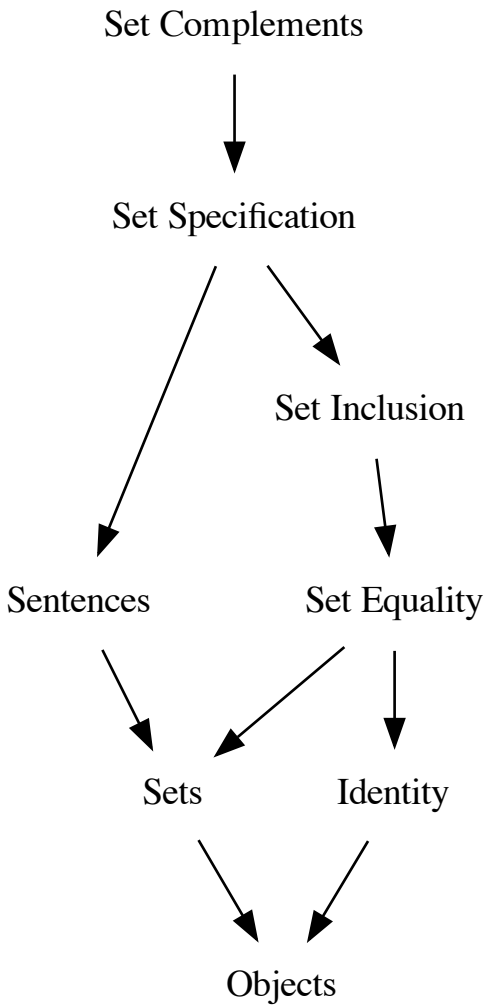 Set Complements
Set Specification
Set Inclusion
Sentences
Set Equality
Sets
Identity
Objects